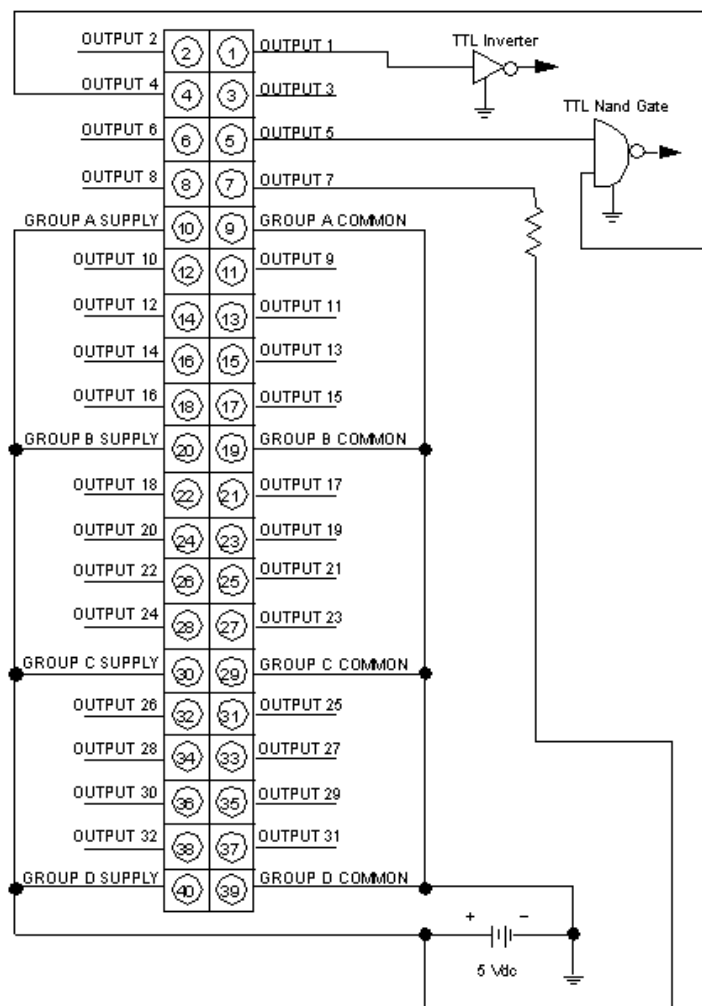 OUTPUT 2 2 1 OUTPUT 1 TTL Inverter
OUTPUT 4 4 3 OUTPUT 3
TTL Nand Gate
OUTPUT 6 6 5 OUTPUT 5
OUTPUT 8 8 7 OUTPUT 7
GROUP A SUPPLY 10 9 GROUP A COMMON
OUTPUT 10 12 11 OUTPUT 9
OUTPUT 12 14 13 OUTPUT 11
OUTPUT 14 16 15 OUTPUT 13
OUTPUT 16 18 17 OUTPUT 15
GROUP B SUPPLY 20 19 GROUP B COMMON
OUTPUT 18 22 21 OUTPUT 17
OUTPUT 20 24 23 OUTPUT 19
OUTPUT 22 26 25 OUTPUT 21
OUTPUT 24 28 27 OUTPUT 23
GROUP C SUPPLY 30 29 GROUP C COMMON
OUTPUT 26 32 31 OUTPUT 25
OUTPUT 28 34 33 OUTPUT 27
OUTPUT 30 36 35 OUTPUT 29
OUTPUT 32 38 37 OUTPUT 31
GROUP D SUPPLY 40 39 GROUP D COMMON
+ −
5 Vdc